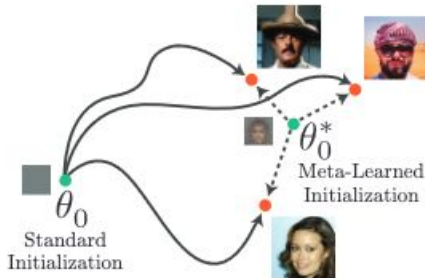 θ₀*
Meta-Learned
Initialization
θ₀
Standard
Initialization